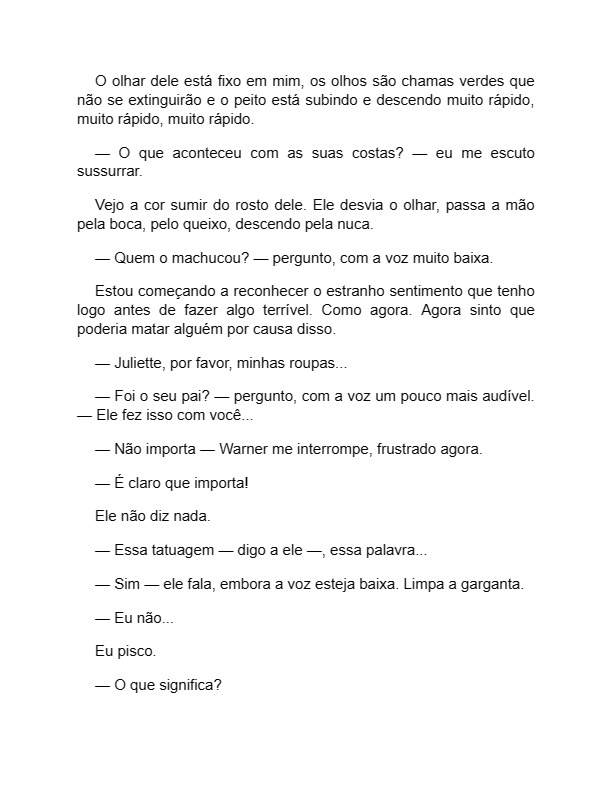 O olhar dele está fixo em mim, os olhos são chamas verdes que
não se extinguirão e o peito está subindo e descendo muito rápido,
muito rápido, muito rápido.
— O que aconteceu com as suas costas? — eu me escuto
sussurrar.
Vejo a cor sumir do rosto dele. Ele desvia o olhar, passa a mão
pela boca, pelo queixo, descendo pela nuca.
— Quem o machucou? — pergunto, com a voz muito baixa.
Estou começando a reconhecer o estranho sentimento que tenho
logo antes de fazer algo terrível. Como agora. Agora sinto que
poderia matar alguém por causa disso.
— Juliette, por favor, minhas roupas...
— Foi o seu pai? — pergunto, com a voz um pouco mais audível.
— Ele fez isso com você...
— Não importa — Warner me interrompe, frustrado agora.
— É claro que importa!
Ele não diz nada.
— Essa tatuagem — digo a ele —, essa palavra...
— Sim — ele fala, embora a voz esteja baixa. Limpa a garganta.
— Eu não...
Eu pisco.
— O que significa?